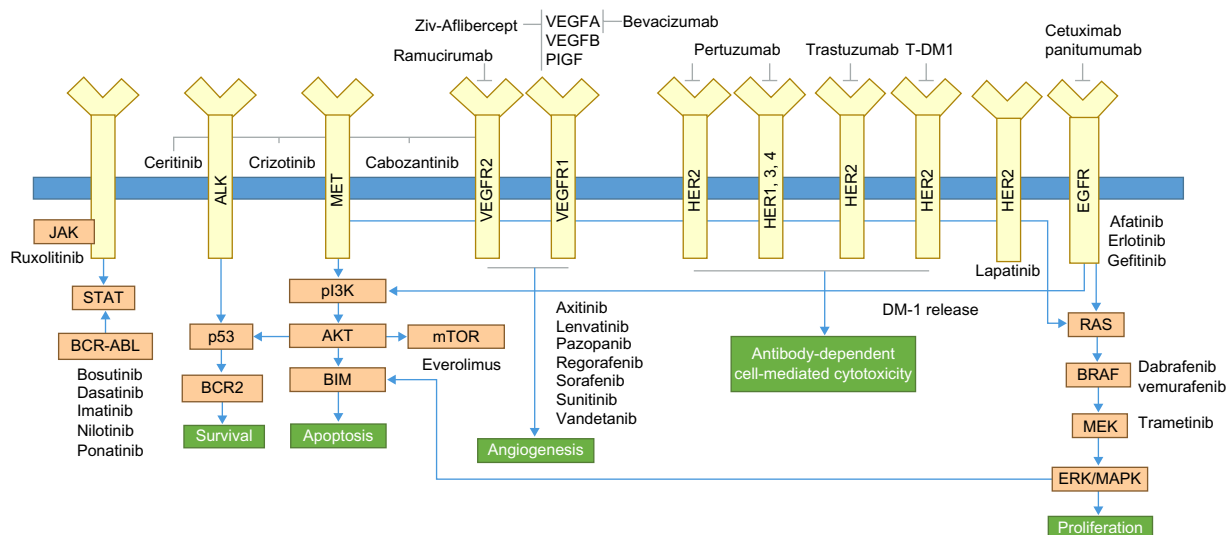 Ziv-Aflibercept
VEGFA
VEGFB
PIGF
Bevacizumab
Ramucirumab
Pertuzumab
Trastuzumab
T-DM1
Cetuximab
panitumumab
Ceritinib
Crizotinib
Cabozantinib
ALK
MET
VEGFR2
VEGFR1
HER2
HER1, 3, 4
HER2
HER2
HER2
EGFR
JAK
Ruxolitinib
Afatinib
Erlotinib
Gefitinib
Lapatinib
STAT
pI3K
BCR-ABL
p53
AKT
mTOR
Everolimus
Bosutinib
Dasatinib
Imatinib
Nilotinib
Ponatinib
BCR2
BIM
Survival
Apoptosis
Axitinib
Lenvatinib
Pazopanib
Regorafenib
Sorafenib
Sunitinib
Vandetanib
Angiogenesis
DM-1 release
Antibody-dependent
cell-mediated cytotoxicity
RAS
BRAF
Dabrafenib
vemurafenib
MEK
Trametinib
ERK/MAPK
Proliferation